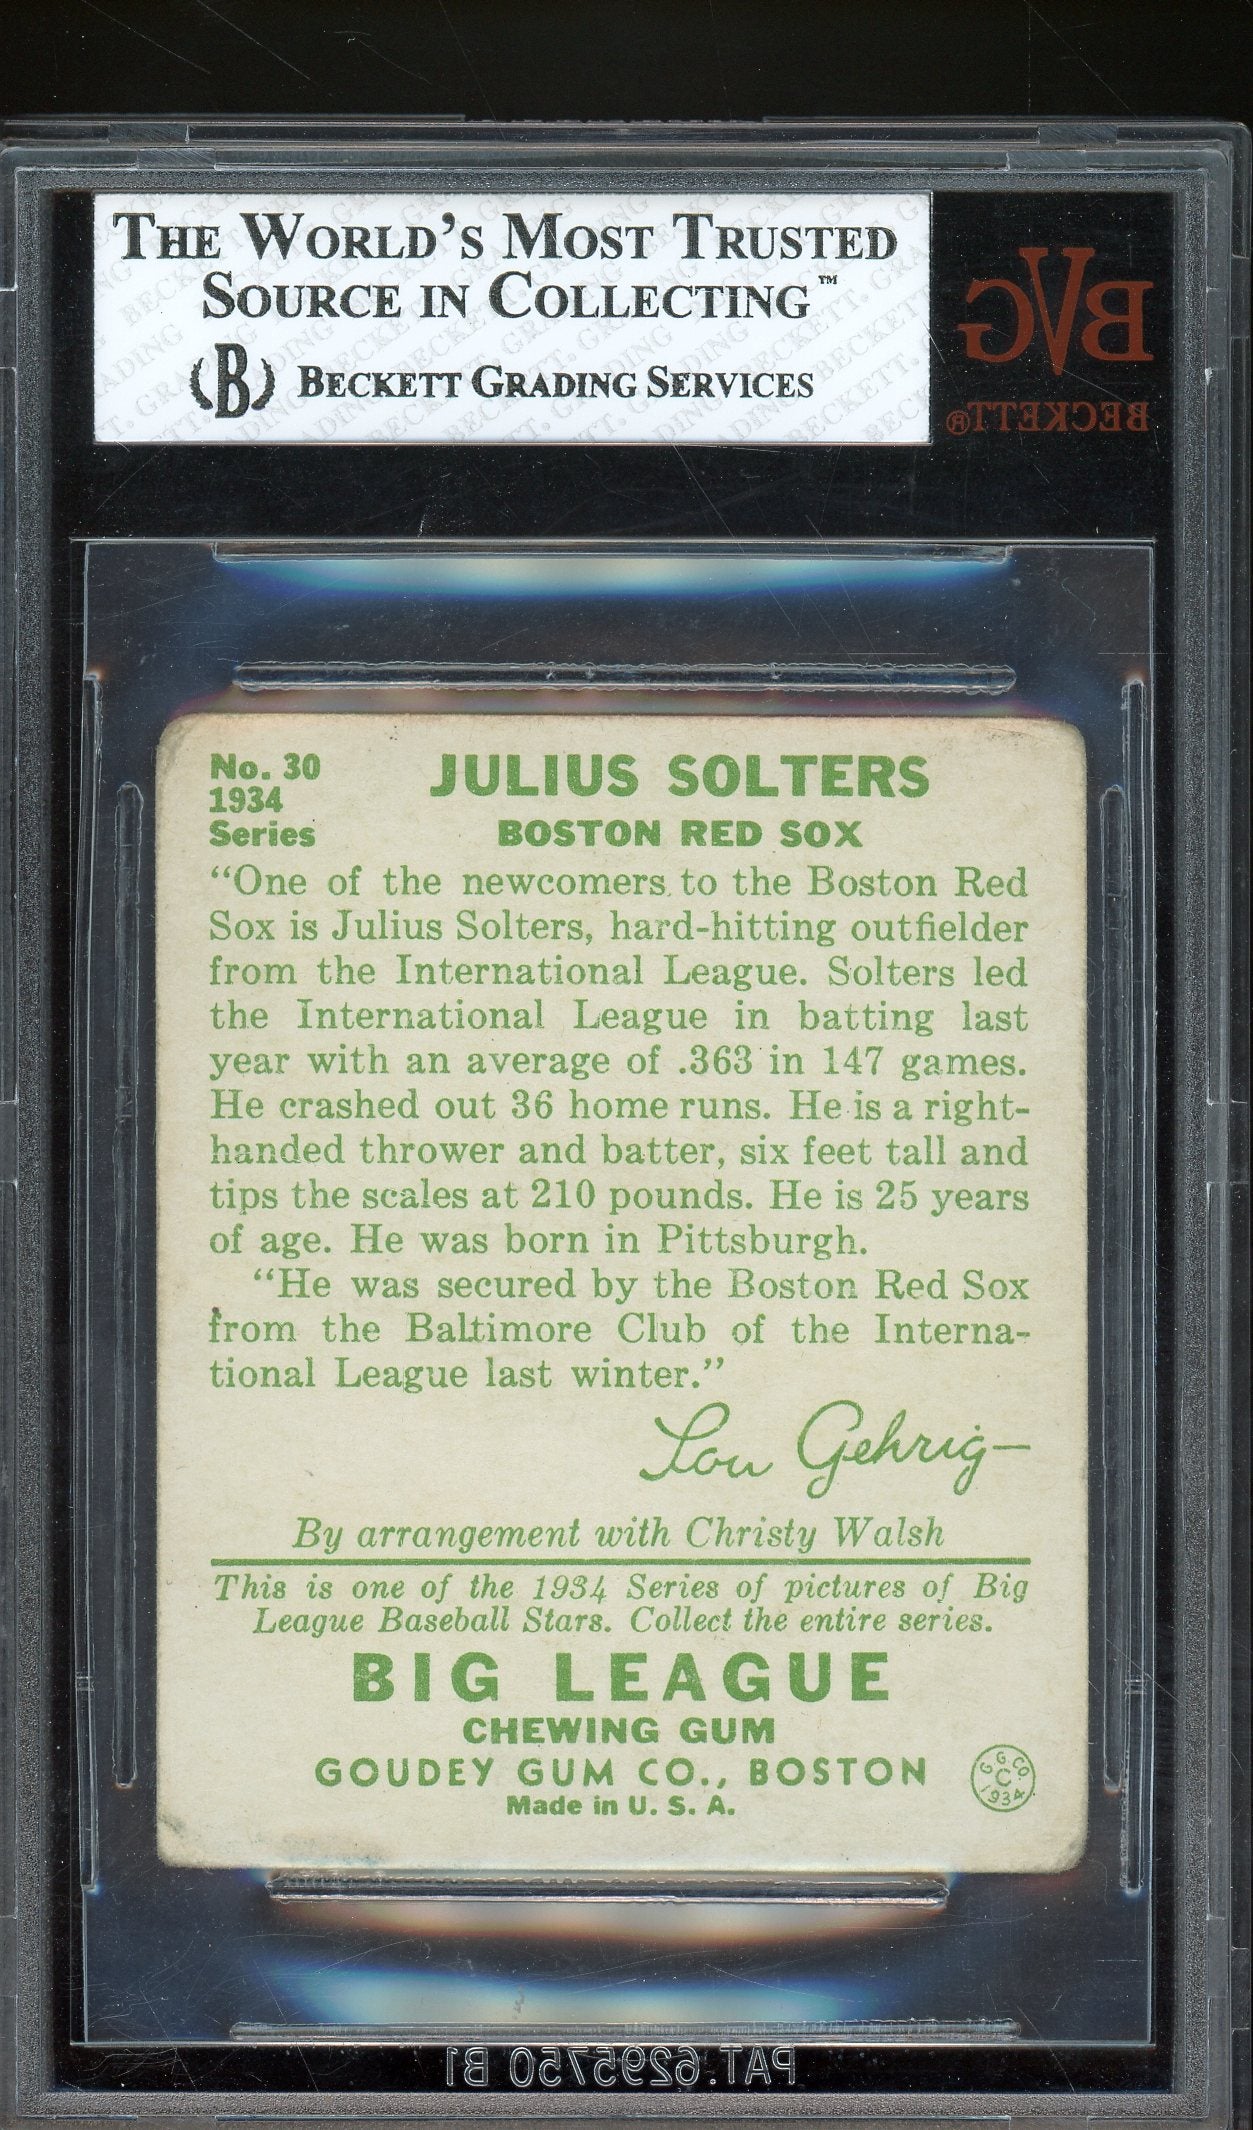 THE WORLD'S MOST TRUSTED
SOURCE IN COLLECTING™
B BECKETT GRADING SERVICES
BVG
BECKETT®
No. 30
1934
Series
JULIUS SOLTERS
BOSTON RED SOX
"One of the newcomers to the Boston Red
Sox is Julius Solters, hard-hitting outfielder
from the International League. Solters led
the International League in batting last
year with an average of .363 in 147 games.
He crashed out 36 home runs. He is a right-
handed thrower and batter, six feet tall and
tips the scales at 210 pounds. He is 25 years
of age. He was born in Pittsburgh.
"He was secured by the Boston Red Sox
from the Baltimore Club of the Interna-
tional League last winter."
Lou Gehrig
By arrangement with Christy Walsh
This is one of the 1934 Series of pictures of Big
League Baseball Stars. Collect the entire series.
BIG LEAGUE
CHEWING GUM
GOUDEY GUM CO., BOSTON
Made in U. S. A.
G. G. CO.
C
1934
PAT.6295750 B1